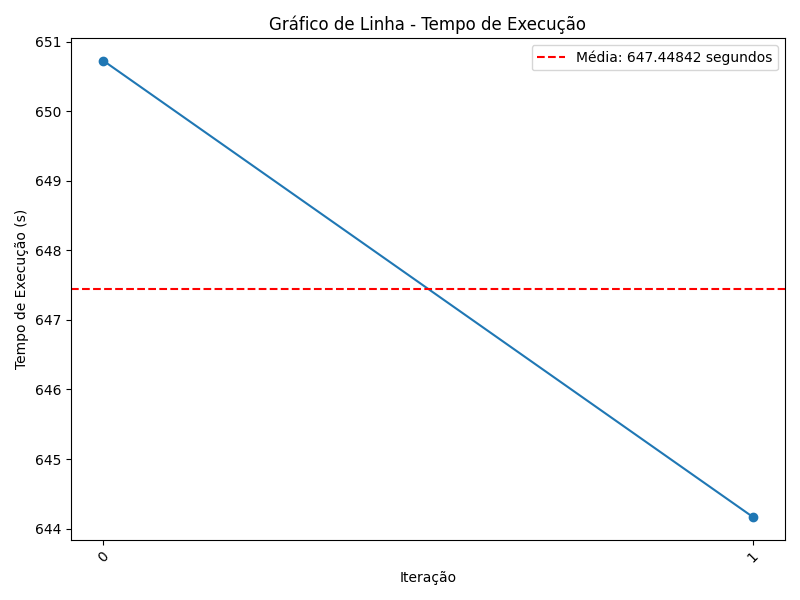 Gráfico de Linha - Tempo de Execução
Média: 647.44842 segundos
Tempo de Execução (s)
651
650
649
648
647
646
645
644
0
1
Iteração